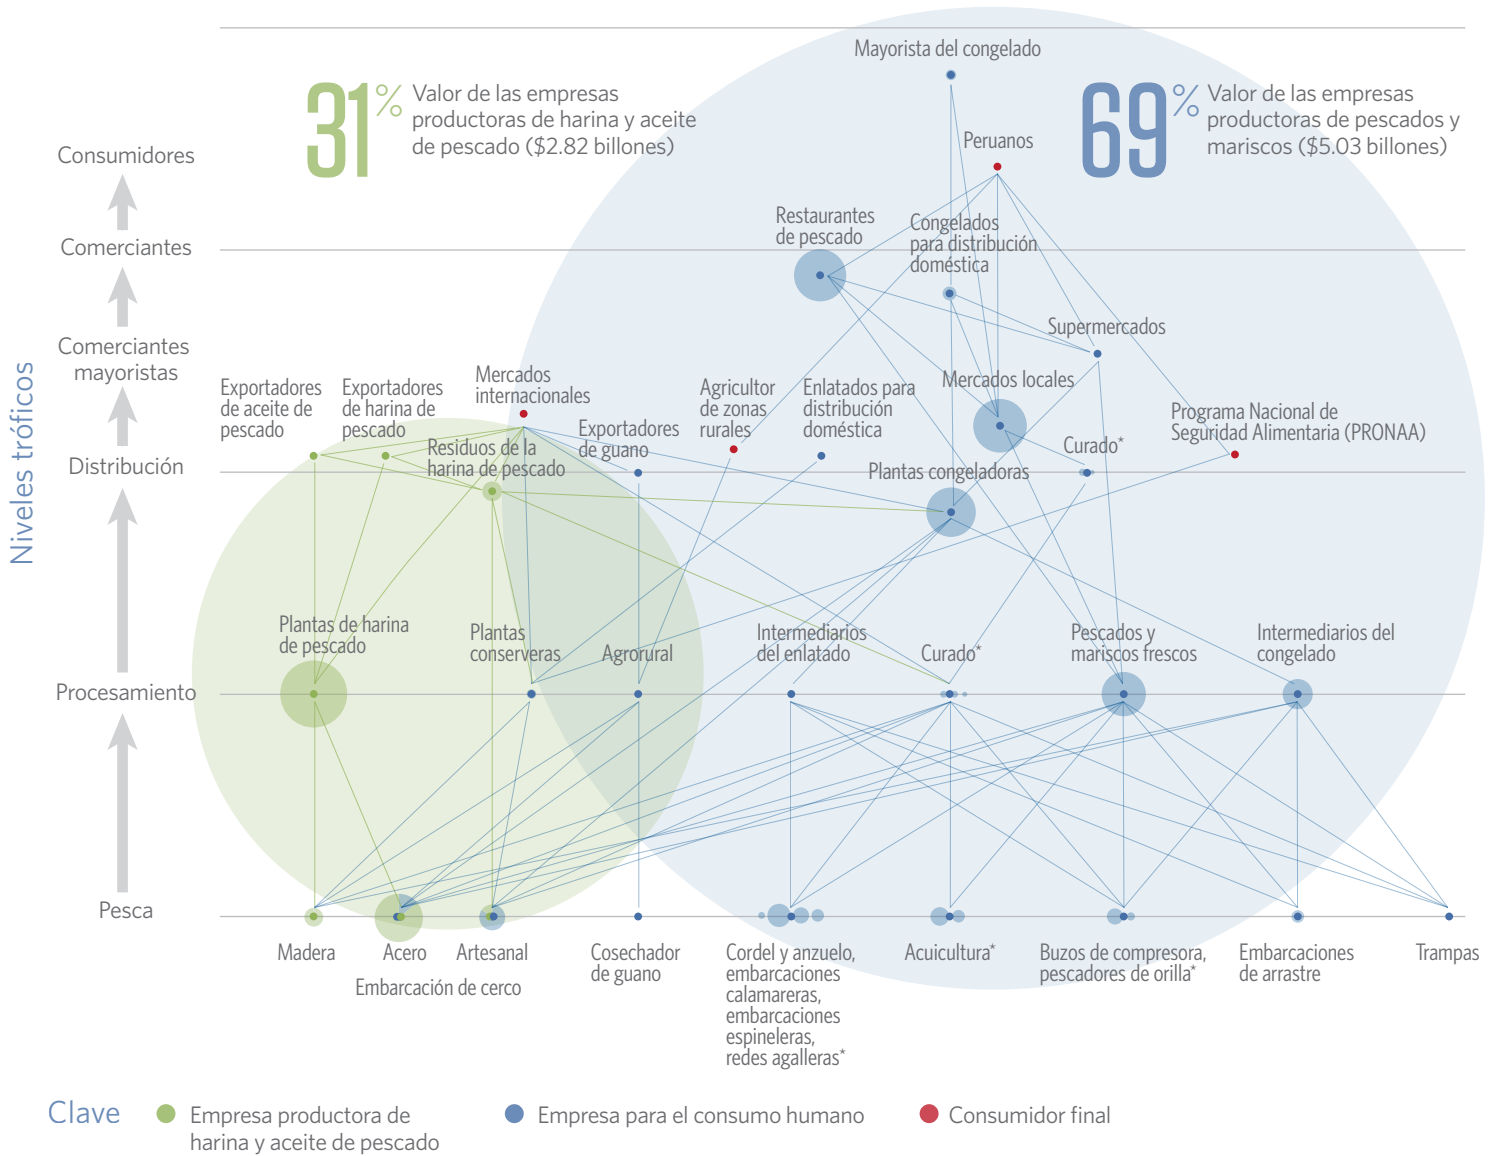 Mayorista del congelado
31%
Valor de las empresas
productoras de harina y aceite
de pescado ($2.82 billones)
69%
Valor de las empresas
productoras de pescados y
mariscos ($5.03 billones)
Peruanos
Niveles tróficos
Consumidores
Comerciantes
Comerciantes
mayoristas
Distribución
Procesamiento
Pesca
Restaurantes
de pescado
Congelados
para distribución
doméstica
Supermercados
Exportadores
de aceite de
pescado
Exportadores
de harina de
pescado
Mercados
internacionales
Residuos de la
harina de pescado
Exportadores
de guano
Agricultor
de zonas
rurales
Enlatados para
distribución
doméstica
Mercados locales
Curado*
Programa Nacional de
Seguridad Alimentaria (PRONAA)
Plantas congeladoras
Plantas de harina
de pescado
Plantas
conserveras
Agrorural
Intermediarios
del enlatado
Curado*
Pescados y
mariscos frescos
Intermediarios del
congelado
Madera
Acero
Artesanal
Embarcación de cerco
Cosechador
de guano
Cordel y anzuelo,
embarcaciones
calamareras,
embarcaciones
espineleras,
redes agalleras*
Acuicultura*
Buzos de compresora,
pescadores de orilla*
Embarcaciones
de arrastre
Trampas
Clave
Empresa productora de
harina y aceite de pescado
Empresa para el consumo humano
Consumidor final